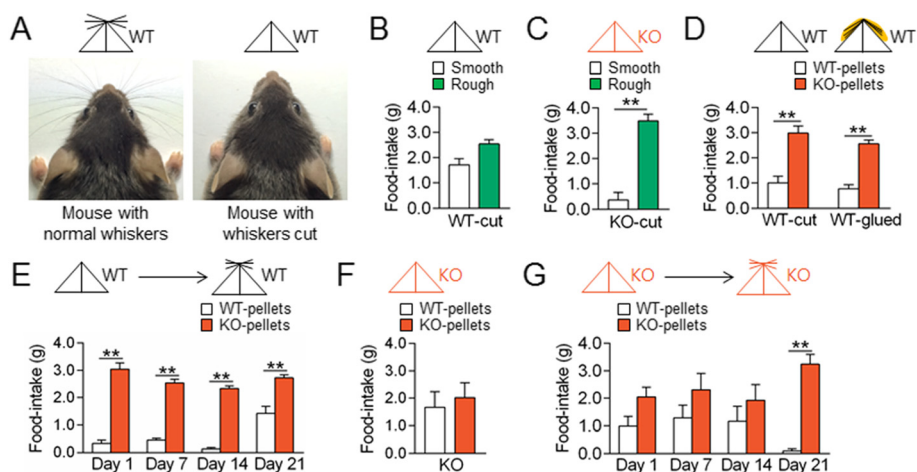 A
WT
WT
Mouse with
normal whiskers
Mouse with
whiskers cut
B
WT
Smooth
Rough
Food-intake (g)
4.0
3.0
2.0
1.0
0.0
WT-cut
C
KO
Smooth
Rough
**
Food-intake (g)
4.0
3.0
2.0
1.0
0.0
KO-cut
D
WT
WT
WT-pellets
KO-pellets
**
**
Food-intake (g)
4.0
3.0
2.0
1.0
0.0
WT-cut WT-glued
E
WT
WT
WT-pellets
KO-pellets
**
**
**
**
Food-intake (g)
4.0
3.0
2.0
1.0
0.0
Day 1 Day 7 Day 14 Day 21
F
KO
WT-pellets
KO-pellets
Food-intake (g)
4.0
3.0
2.0
1.0
0.0
KO
G
KO
KO
WT-pellets
KO-pellets
**
Food-intake (g)
4.0
3.0
2.0
1.0
0.0
Day 1 Day 7 Day 14 Day 21